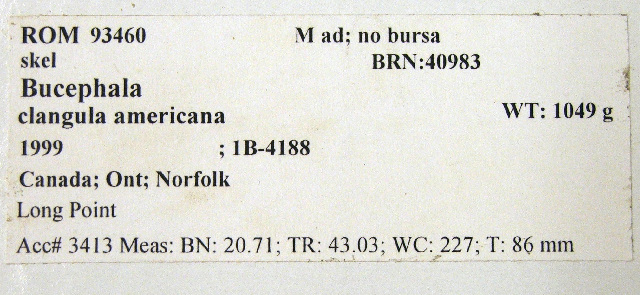 ROM 93460 M ad; no bursa
skel BRN:40983
Bucephala
clangula americana WT: 1049 g
1999 ; 1B-4188
Canada; Ont; Norfolk
Long Point
Acc# 3413 Meas: BN: 20.71; TR: 43.03; WC: 227; T: 86 mm